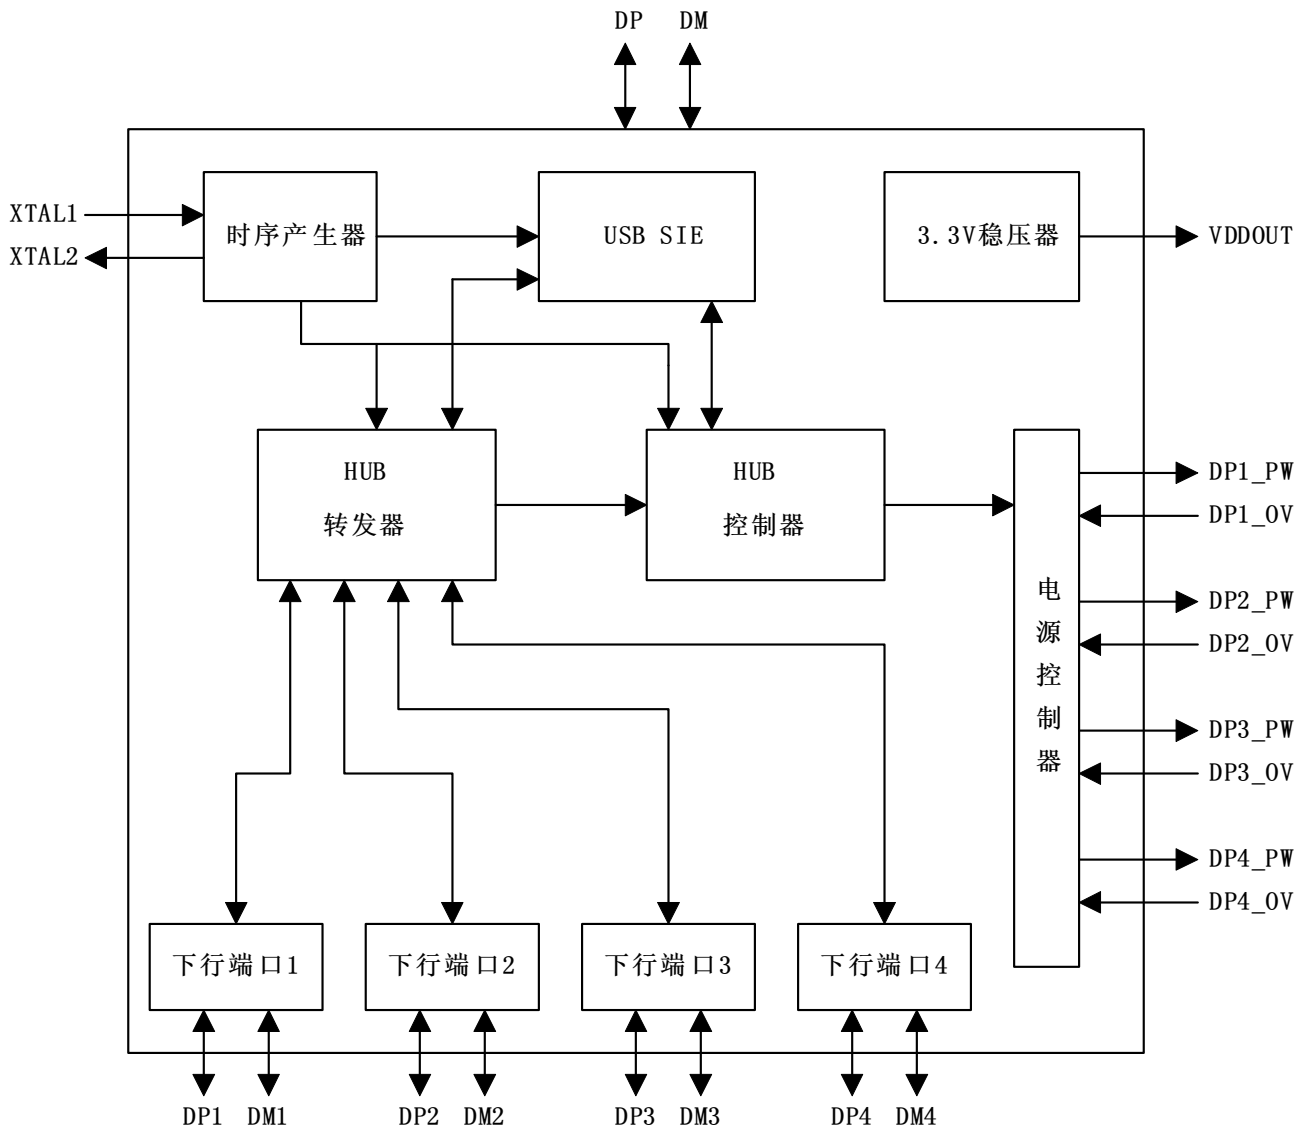 DP DM
XTAL1
XTAL2
时序产生器
USB SIE
3.3V稳压器
VDDOUT
HUB
转发器
HUB
控制器
电源控制器
DP1_PW
DP1_OV
DP2_PW
DP2_OV
DP3_PW
DP3_OV
DP4_PW
DP4_OV
下行端口1
下行端口2
下行端口3
下行端口4
DP1 DM1 DP2 DM2 DP3 DM3 DP4 DM4